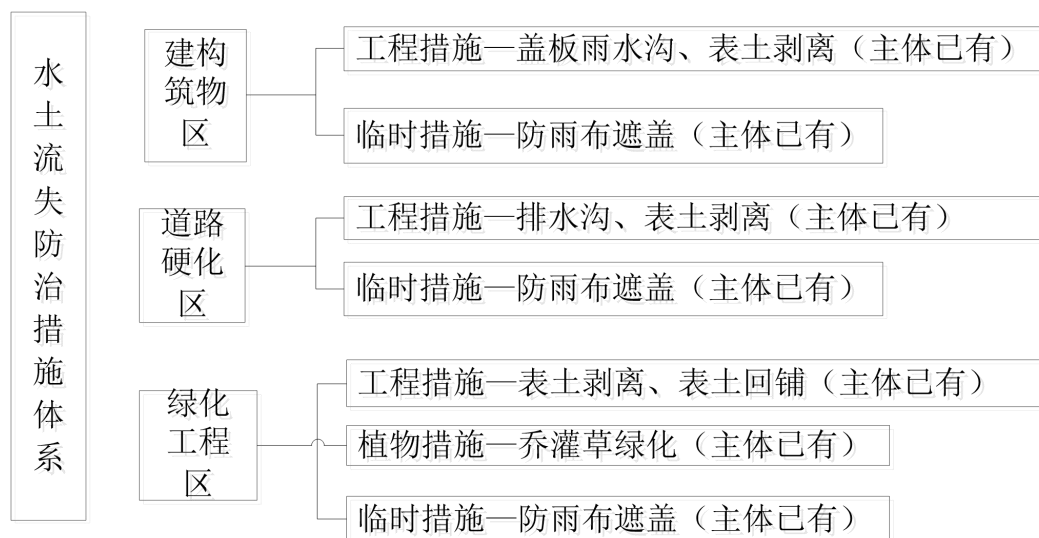 水土流失防治措施体系
建构
筑物
区
工程措施—盖板雨水沟、表土剥离（主体已有）
临时措施—防雨布遮盖（主体已有）
道路
硬化
区
工程措施—排水沟、表土剥离（主体已有）
临时措施—防雨布遮盖（主体已有）
绿化
工程
区
工程措施—表土剥离、表土回铺（主体已有）
植物措施—乔灌草绿化（主体已有）
临时措施—防雨布遮盖（主体已有）